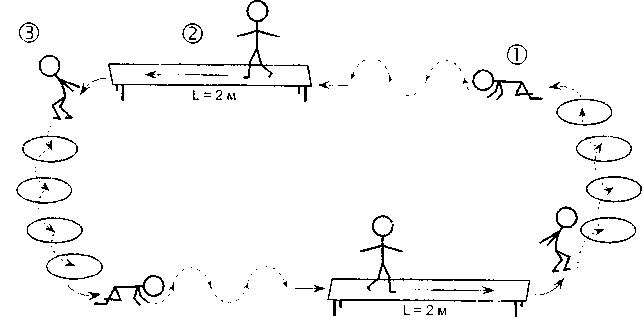 ③
②
①
L = 2 м
L = 2 м